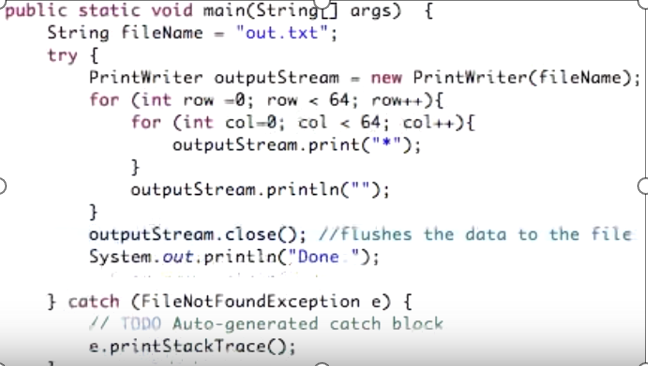 public static void main(String[] args)  {
    String fileName = "out.txt";
    try {
        PrintWriter outputStream = new PrintWriter(fileName);
        for (int row =0; row < 64; row++){
            for (int col=0; col < 64; col++){
                outputStream.print("*");
            }
            outputStream.println("");
        }
        outputStream.close(); //flushes the data to the file
        System.out.println("Done.");
    } catch (FileNotFoundException e) {
        // TODO Auto-generated catch block
        e.printStackTrace();